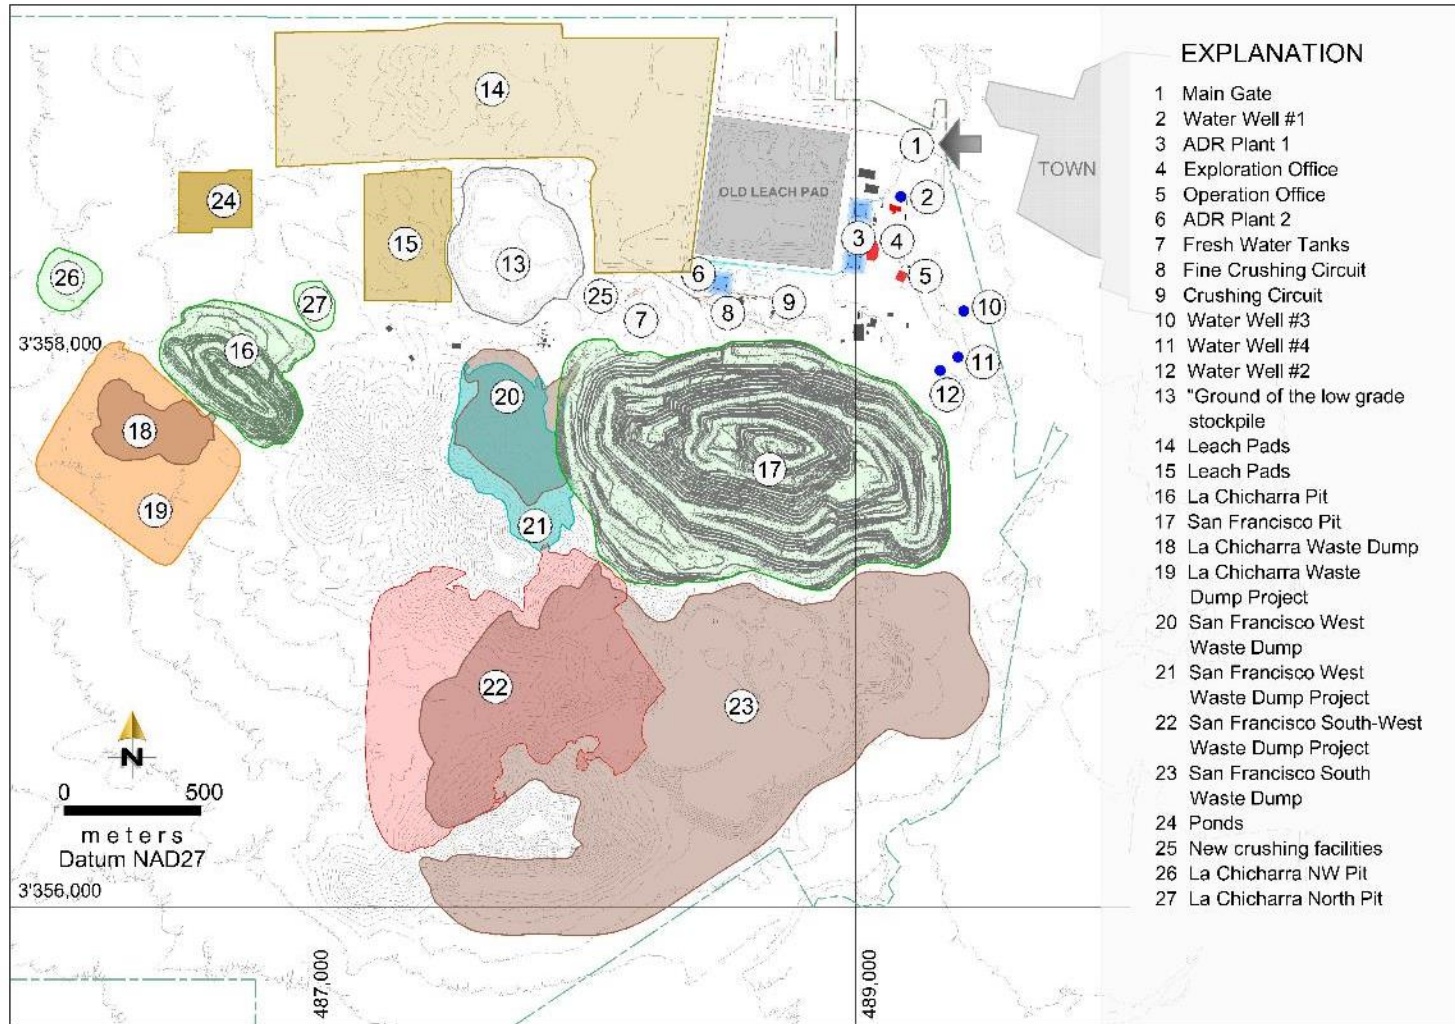 14
24
15
13
26
27
16
18
19
20
21
17
22
23
OLD LEACH PAD
1
2
3
4
5
6
7
8
9
25
10
11
12
TOWN
3'358,000
N
0 500
meters
Datum NAD27
3'356,000
487,000
489,000
EXPLANATION
1 Main Gate
2 Water Well #1
3 ADR Plant 1
4 Exploration Office
5 Operation Office
6 ADR Plant 2
7 Fresh Water Tanks
8 Fine Crushing Circuit
9 Crushing Circuit
10 Water Well #3
11 Water Well #4
12 Water Well #2
13 "Ground of the low grade
stockpile
14 Leach Pads
15 Leach Pads
16 La Chicharra Pit
17 San Francisco Pit
18 La Chicharra Waste Dump
19 La Chicharra Waste
Dump Project
20 San Francisco West
Waste Dump
21 San Francisco West
Waste Dump Project
22 San Francisco South-West
Waste Dump Project
23 San Francisco South
Waste Dump
24 Ponds
25 New crushing facilities
26 La Chicharra NW Pit
27 La Chicharra North Pit